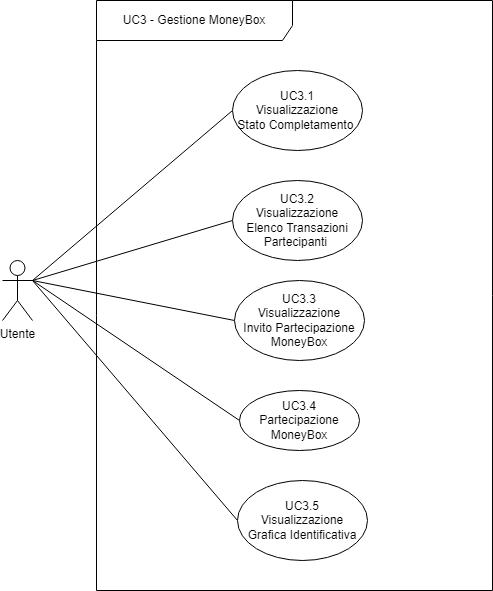 UC3 - Gestione MoneyBox
UC3.1
Visualizzazione
Stato Completamento
UC3.2
Visualizzazione
Elenco Transazioni
Partecipanti
UC3.3
Visualizzazione
Invito Partecipazione
MoneyBox
Utente
UC3.4
Partecipazione
MoneyBox
UC3.5
Visualizzazione
Grafica Identificativa